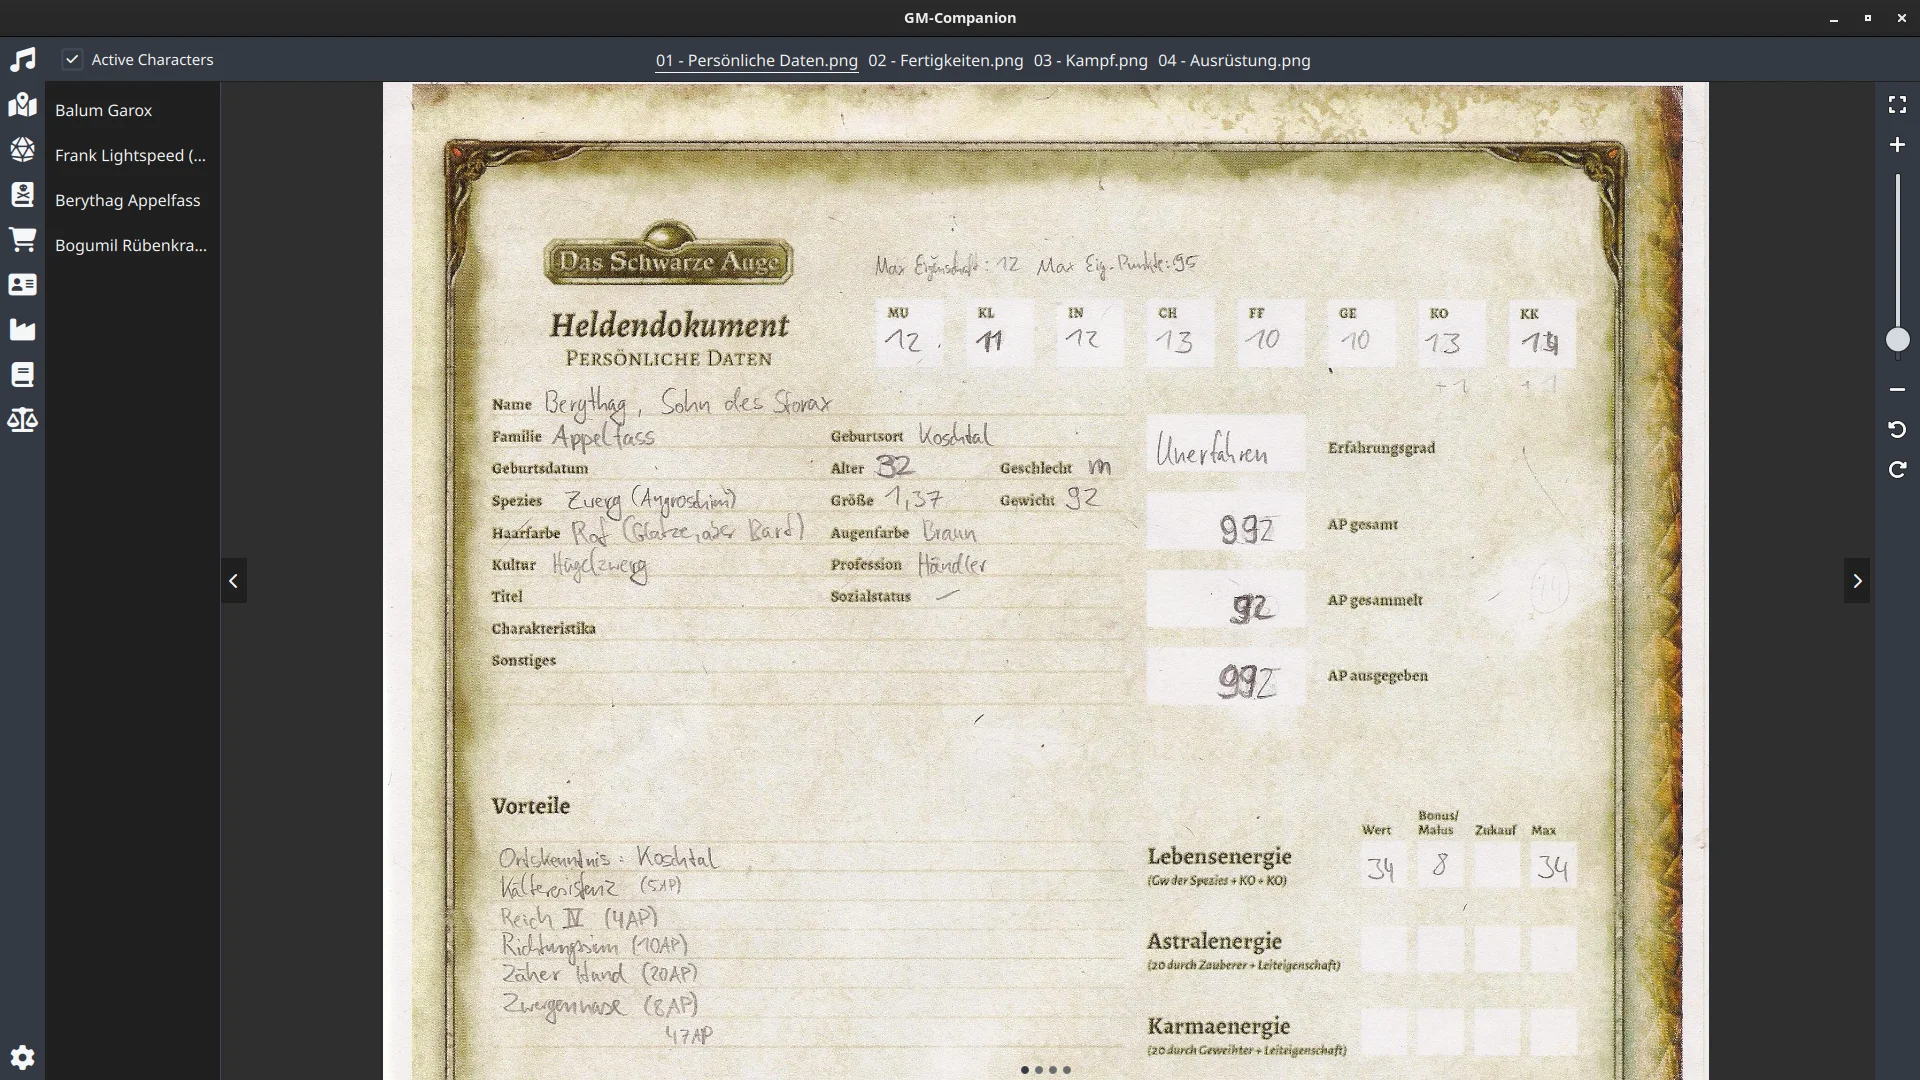 GM-Companion
Active Characters
01 - Persönliche Daten.png 02 - Fertigkeiten.png 03 - Kampf.png 04 - Ausrüstung.png
Balum Garox
Frank Lightspeed (...
Berythag Appelfass
Bogumil Rübenkra...
Das Schwarze Auge
Max Eigenschaft: 12 Max Eig.-Punkte: 95
Heldendokument
Persönliche Daten
MU KL IN CH FF GE KO KK
12 11 12 13 10 10 13 14
+1 +1
Name Berythag, Sohn des Storax
Familie Appelfass Geburtsort Koschtal
Geburtsdatum Alter 32 Geschlecht m
Spezies Zwerg (Angroschim) Größe 1,37 Gewicht 92
Haarfarbe Rot (Glatze, aber Bart) Augenfarbe Braun
Kultur Hügelzwerg Profession Händler
Titel Sozialstatus –
Charakteristika
Sonstiges
Unerfahren Erfahrungsgrad
992 AP gesamt
92 AP gesammelt
992 AP ausgegeben
Vorteile
Ortskenntnis: Koschtal
Kälteresistenz (5AP)
Reich IV (4AP)
Richtungssinn (10AP)
Zäher Hund (20AP)
Zwergennase (8AP)
47AP
Wert Bonus/Malus Zukauf Max
Lebensenergie 34 8 34
(Gw der Spezies + KO + KO)
Astralenergie
(20 durch Zauberer + Leiteigenschaft)
Karmaenergie
(20 durch Geweihter + Leiteigenschaft)